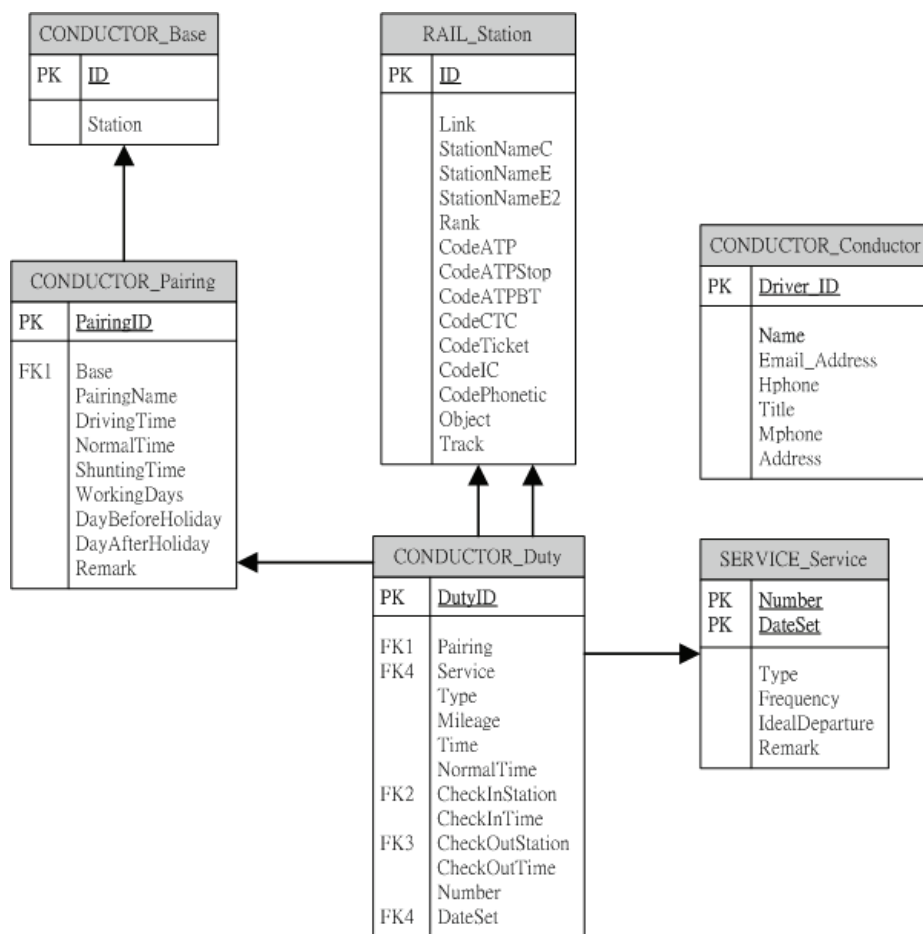 CONDUCTOR_Base
PK ID
Station
RAIL_Station
PK ID
Link
StationNameC
StationNameE
StationNameE2
Rank
CodeATP
CodeATPStop
CodeATPBT
CodeCTC
CodeTicket
CodeIC
CodePhonetic
Object
Track
CONDUCTOR_Pairing
PK PairingID
FK1 Base
PairingName
DrivingTime
NormalTime
ShuntingTime
WorkingDays
DayBeforeHoliday
DayAfterHoliday
Remark
CONDUCTOR_Conductor
PK Driver_ID
Name
Email_Address
Hphone
Title
Mphone
Address
CONDUCTOR_Duty
PK DutyID
FK1 Pairing
FK4 Service
Type
Mileage
Time
NormalTime
FK2 CheckInStation
CheckInTime
FK3 CheckOutStation
CheckOutTime
Number
FK4 DateSet
SERVICE_Service
PK Number
PK DateSet
Type
Frequency
IdealDeparture
Remark